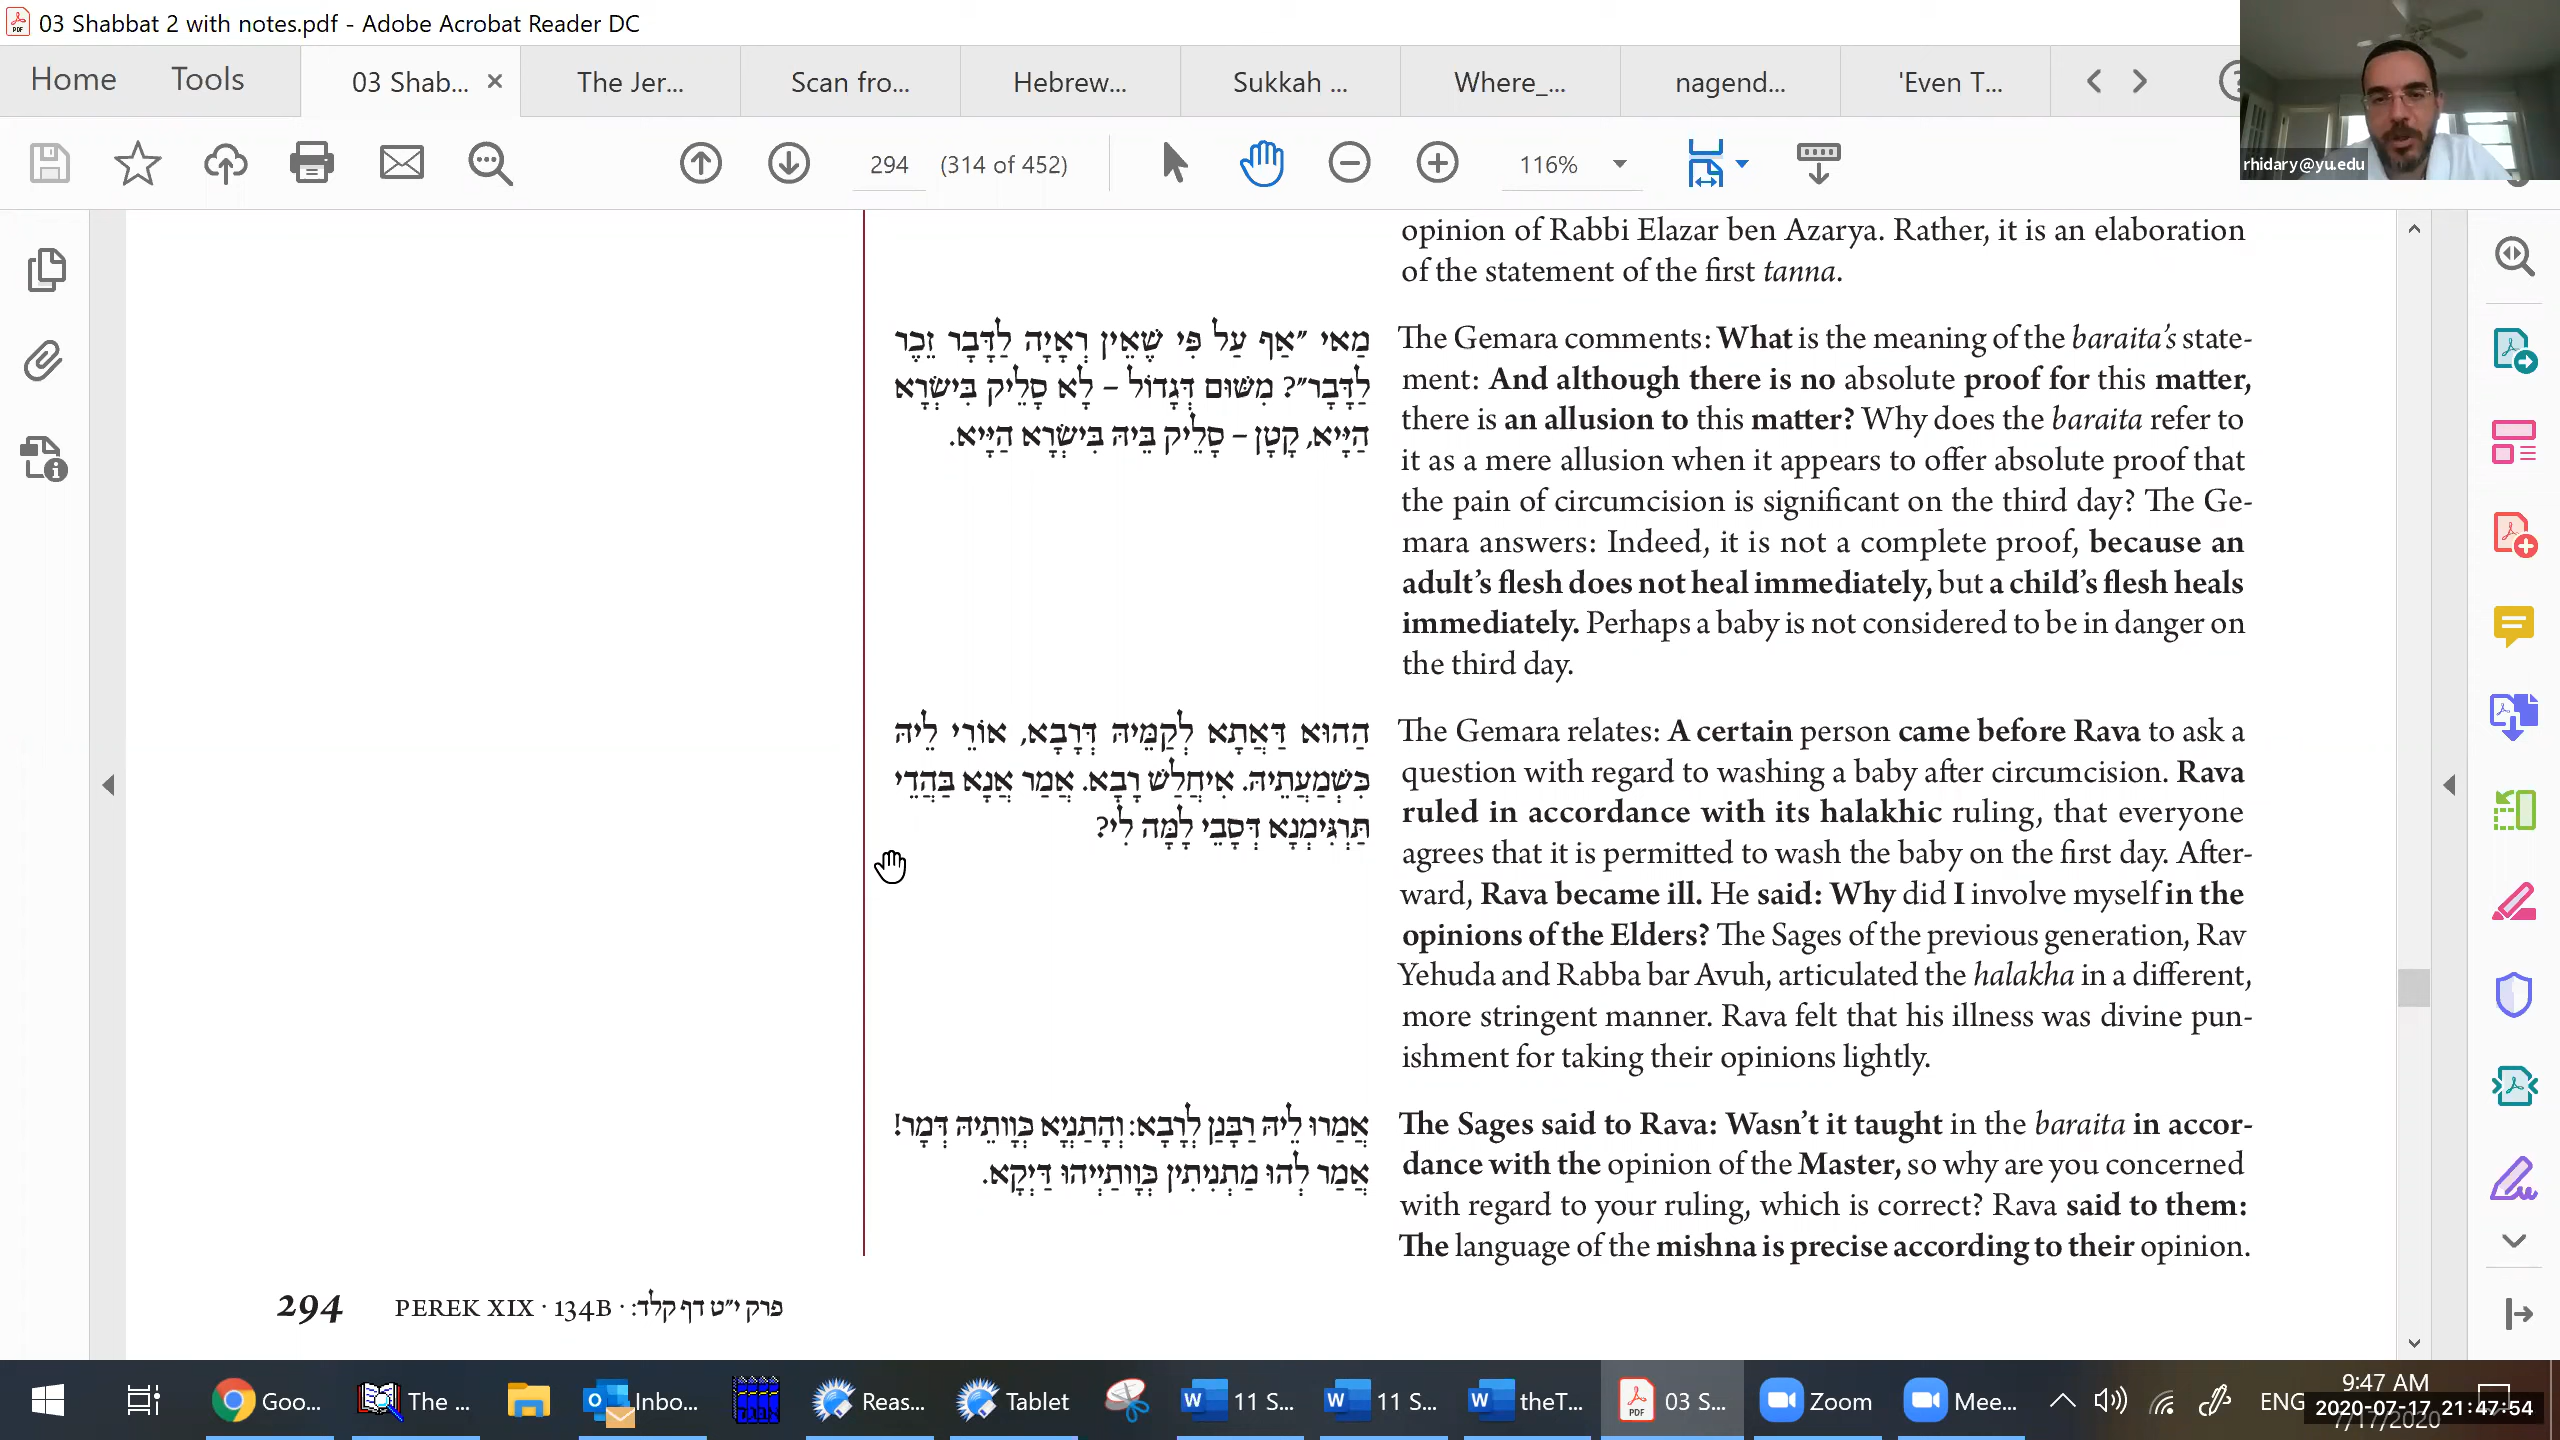 03 Shabbat 2 with notes.pdf - Adobe Acrobat Reader DC
Home Tools 03 Shab... The Jer... Scan fro... Hebrew... Sukkah ... Where_... nagend... 'Even T...
294 (314 of 452) 116%
rhidary@yu.edu
opinion of Rabbi Elazar ben Azarya. Rather, it is an elaboration
of the statement of the first tanna.
מַאי ״אַף עַל פִּי שֶׁאֵין רְאָיָה לַדָּבָר זֵכֶר
לַדָּבָר״? מִשּׁוּם דְּגָדוֹל – לָא סָלֵיק בִּישְׂרָא
הַיָּיא, קָטָן – סָלֵיק בֵּיהּ בִּישְׂרָא הַיָּיא.
The Gemara comments: What is the meaning of the baraita's state-
ment: And although there is no absolute proof for this matter,
there is an allusion to this matter? Why does the baraita refer to
it as a mere allusion when it appears to offer absolute proof that
the pain of circumcision is significant on the third day? The Ge-
mara answers: Indeed, it is not a complete proof, because an
adult's flesh does not heal immediately, but a child's flesh heals
immediately. Perhaps a baby is not considered to be in danger on
the third day.
הַהוּא דַּאֲתָא לְקַמֵּיהּ דְּרָבָא, אוֹרֵי לֵיהּ
כִּשְׁמַעֲתֵיהּ. אִיחֲלַשׁ רָבָא. אֲמַר אֲנָא בַּהֲדֵי
תַּרְגִּימְנָא דְּסָבֵי לָמָּה לִי?
The Gemara relates: A certain person came before Rava to ask a
question with regard to washing a baby after circumcision. Rava
ruled in accordance with its halakhic ruling, that everyone
agrees that it is permitted to wash the baby on the first day. After-
ward, Rava became ill. He said: Why did I involve myself in the
opinions of the Elders? The Sages of the previous generation, Rav
Yehuda and Rabba bar Avuh, articulated the halakha in a different,
more stringent manner. Rava felt that his illness was divine pun-
ishment for taking their opinions lightly.
אֲמַרוּ לֵיהּ רַבָּנַן לְרָבָא: וְהָתַנְיָא כְּוָותֵיהּ דְּמָר!
אֲמַר לְהוּ מַתְנִיתִין כְּוָותַיְיהוּ דַּיְקָא.
The Sages said to Rava: Wasn't it taught in the baraita in accor-
dance with the opinion of the Master, so why are you concerned
with regard to your ruling, which is correct? Rava said to them:
The language of the mishna is precise according to their opinion.
294 PEREK XIX · 134B · פרק י״ט דף קלד:
Goo... The ... Inbo... Reas... Tablet 11 S... 11 S... theT... 03 S... Zoom Mee... ENG 9:47 AM
2020-07-17 21:47:54
7/17/2020